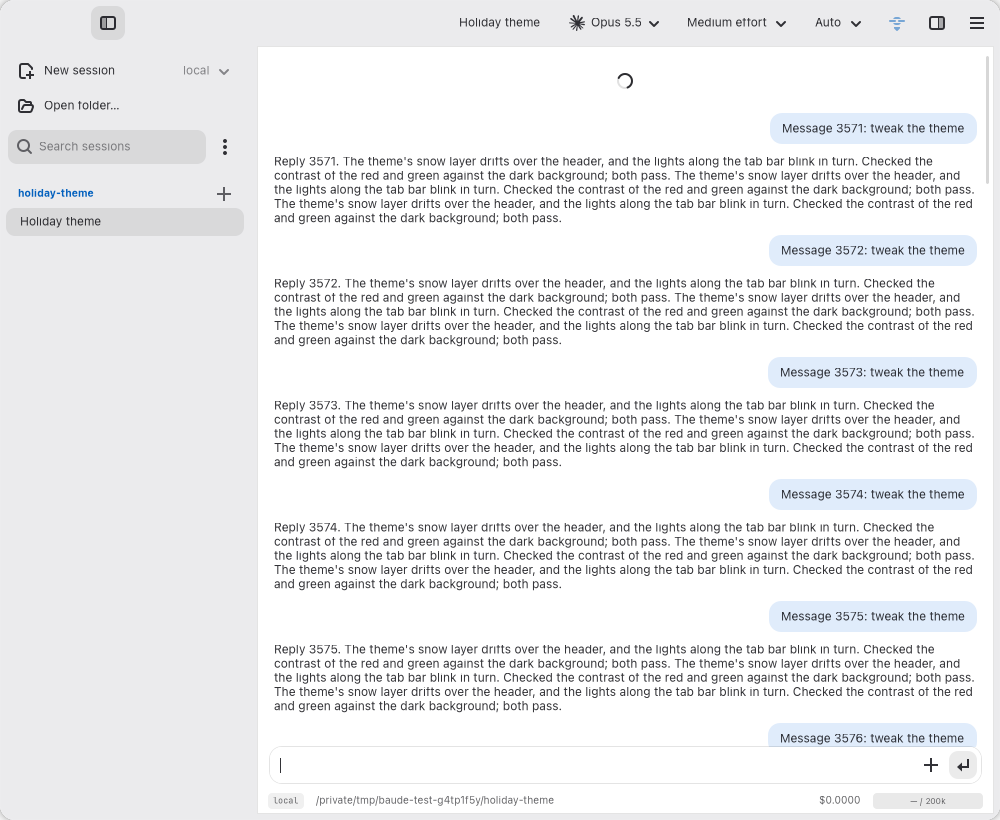 Holiday theme
Opus 5.5
Medium effort
Auto
New session
local
Open folder...
Search sessions
holiday-theme
Holiday theme
Message 3571: tweak the theme
Reply 3571. The theme's snow layer drifts over the header, and the lights along the tab bar blink in turn. Checked the
contrast of the red and green against the dark background; both pass. The theme's snow layer drifts over the header, and
the lights along the tab bar blink in turn. Checked the contrast of the red and green against the dark background; both pass.
The theme's snow layer drifts over the header, and the lights along the tab bar blink in turn. Checked the contrast of the red
and green against the dark background; both pass.
Message 3572: tweak the theme
Reply 3572. The theme's snow layer drifts over the header, and the lights along the tab bar blink in turn. Checked the
contrast of the red and green against the dark background; both pass. The theme's snow layer drifts over the header, and
the lights along the tab bar blink in turn. Checked the contrast of the red and green against the dark background; both pass.
The theme's snow layer drifts over the header, and the lights along the tab bar blink in turn. Checked the contrast of the red
and green against the dark background; both pass.
Message 3573: tweak the theme
Reply 3573. The theme's snow layer drifts over the header, and the lights along the tab bar blink in turn. Checked the
contrast of the red and green against the dark background; both pass. The theme's snow layer drifts over the header, and
the lights along the tab bar blink in turn. Checked the contrast of the red and green against the dark background; both pass.
The theme's snow layer drifts over the header, and the lights along the tab bar blink in turn. Checked the contrast of the red
and green against the dark background; both pass.
Message 3574: tweak the theme
Reply 3574. The theme's snow layer drifts over the header, and the lights along the tab bar blink in turn. Checked the
contrast of the red and green against the dark background; both pass. The theme's snow layer drifts over the header, and
the lights along the tab bar blink in turn. Checked the contrast of the red and green against the dark background; both pass.
The theme's snow layer drifts over the header, and the lights along the tab bar blink in turn. Checked the contrast of the red
and green against the dark background; both pass.
Message 3575: tweak the theme
Reply 3575. The theme's snow layer drifts over the header, and the lights along the tab bar blink in turn. Checked the
contrast of the red and green against the dark background; both pass. The theme's snow layer drifts over the header, and
the lights along the tab bar blink in turn. Checked the contrast of the red and green against the dark background; both pass.
The theme's snow layer drifts over the header, and the lights along the tab bar blink in turn. Checked the contrast of the red
and green against the dark background; both pass.
Message 3576: tweak the theme
local
/private/tmp/baude-test-g4tp1f5y/holiday-theme
$0.0000
— / 200k